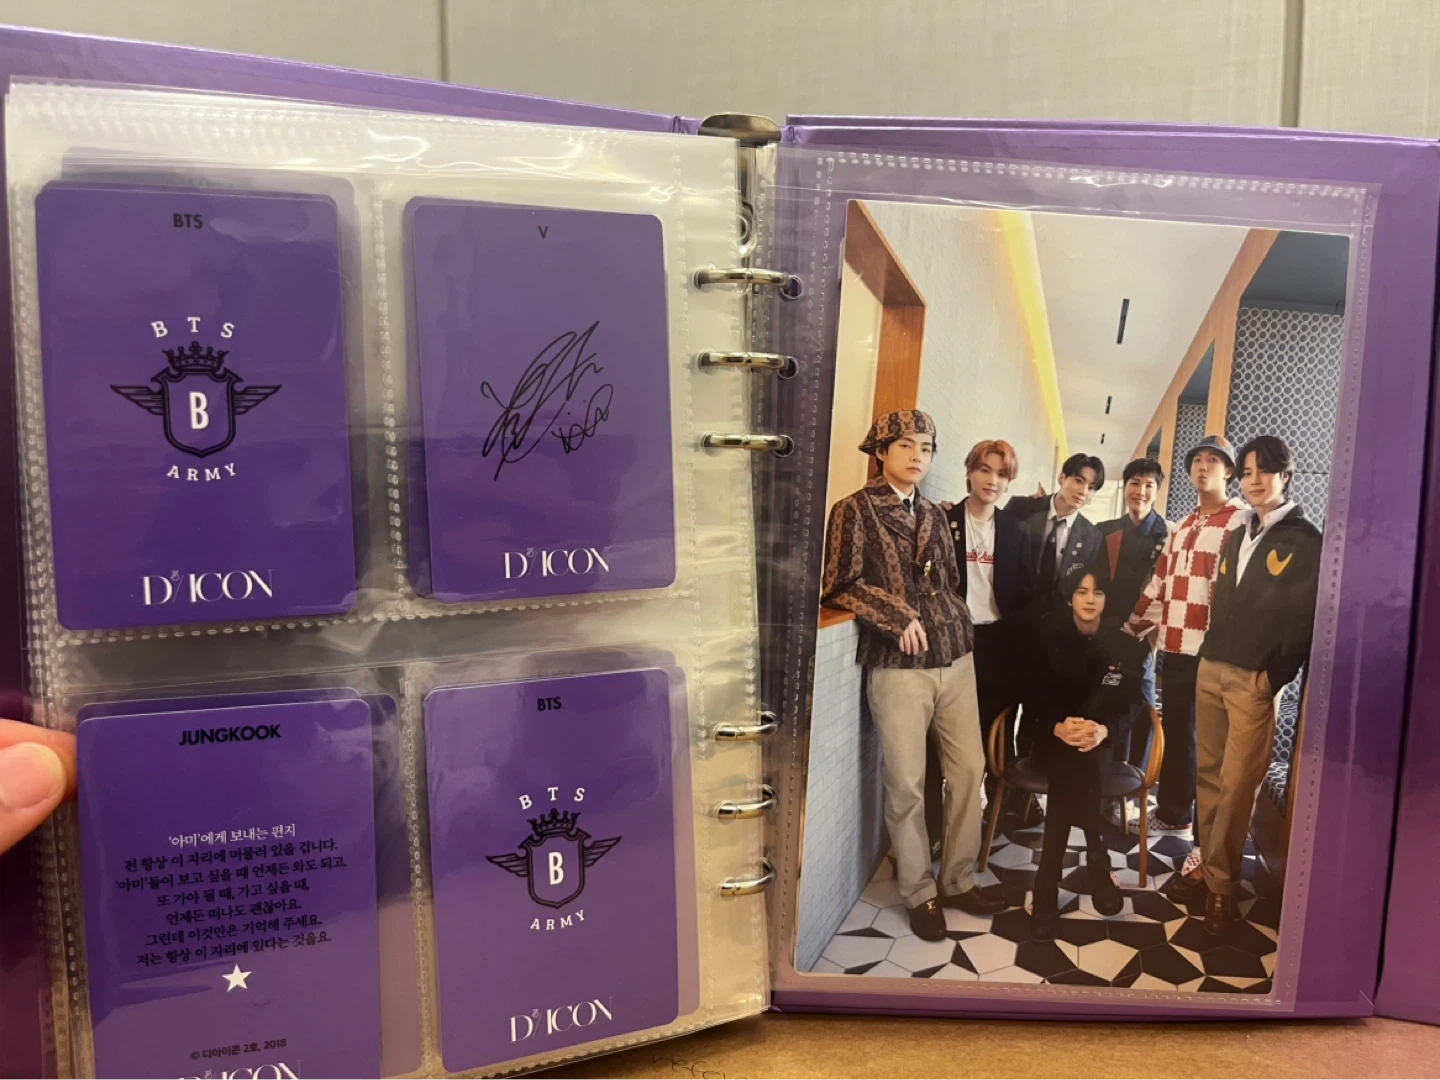 BTS
BTS
B
ARMY
D/ICON
V
D/ICON
JUNGKOOK
'아미'에게 보내는 편지
전 항상 이 자리에 머물러 있을 겁니다.
'아미'들이 보고 싶을 때 언제든 와도 되고
또 가야 될 때, 가고 싶을 때,
언제든 떠나도 괜찮아요.
그런데 이것만은 기억해 주세요.
저는 항상 이 자리에 있다는 것을요.
© 디아이콘 2호, 2018
D/ICON
BTS
BTS
B
ARMY
D/ICON